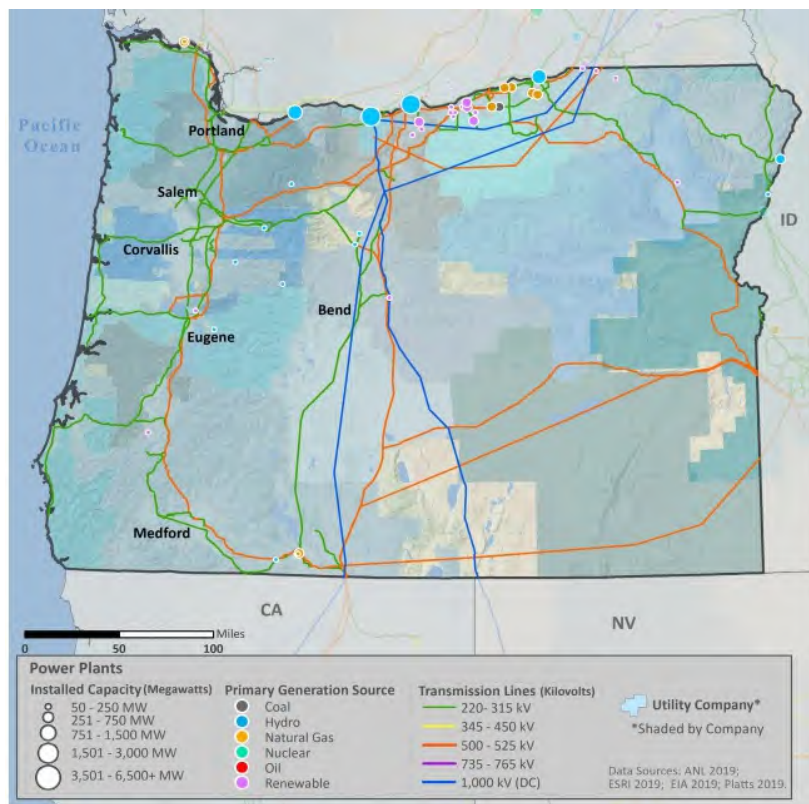 Pacific
Ocean
Portland
Salem
Corvallis
Bend
Eugene
Medford
ID
CA
NV
Miles
0 50 100
Power Plants
Installed Capacity (Megawatts)
50 - 250 MW
251 - 750 MW
751 - 1,500 MW
1,501 - 3,000 MW
3,501 - 6,500+ MW
Primary Generation Source
Coal
Hydro
Natural Gas
Nuclear
Oil
Renewable
Transmission Lines (Kilovolts)
220- 315 kV
345 - 450 kV
500 - 525 kV
735 - 765 kV
1,000 kV (DC)
Utility Company*
*Shaded by Company
Data Sources: ANL 2019;
ESRI 2019; EIA 2019; Platts 2019.